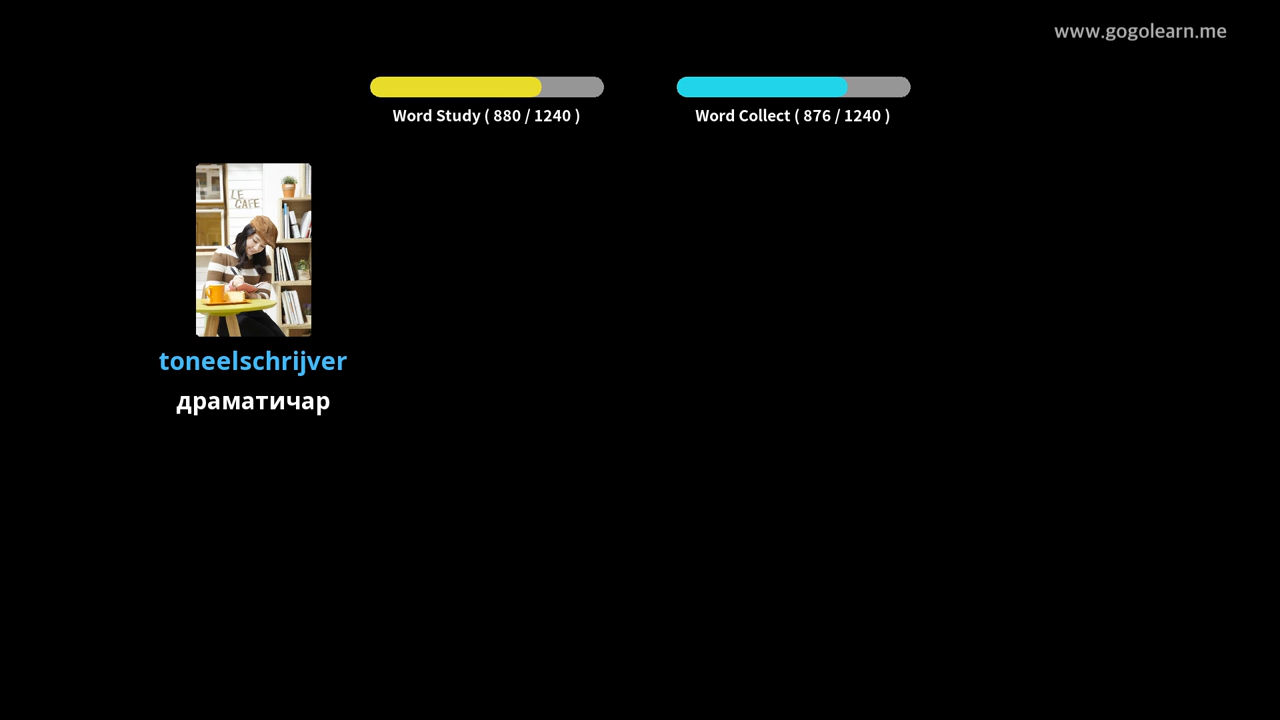 www.gogolearn.me
Word Study ( 880 / 1240 )
Word Collect ( 876 / 1240 )
LE
CAFE
toneelschrijver
драматичар